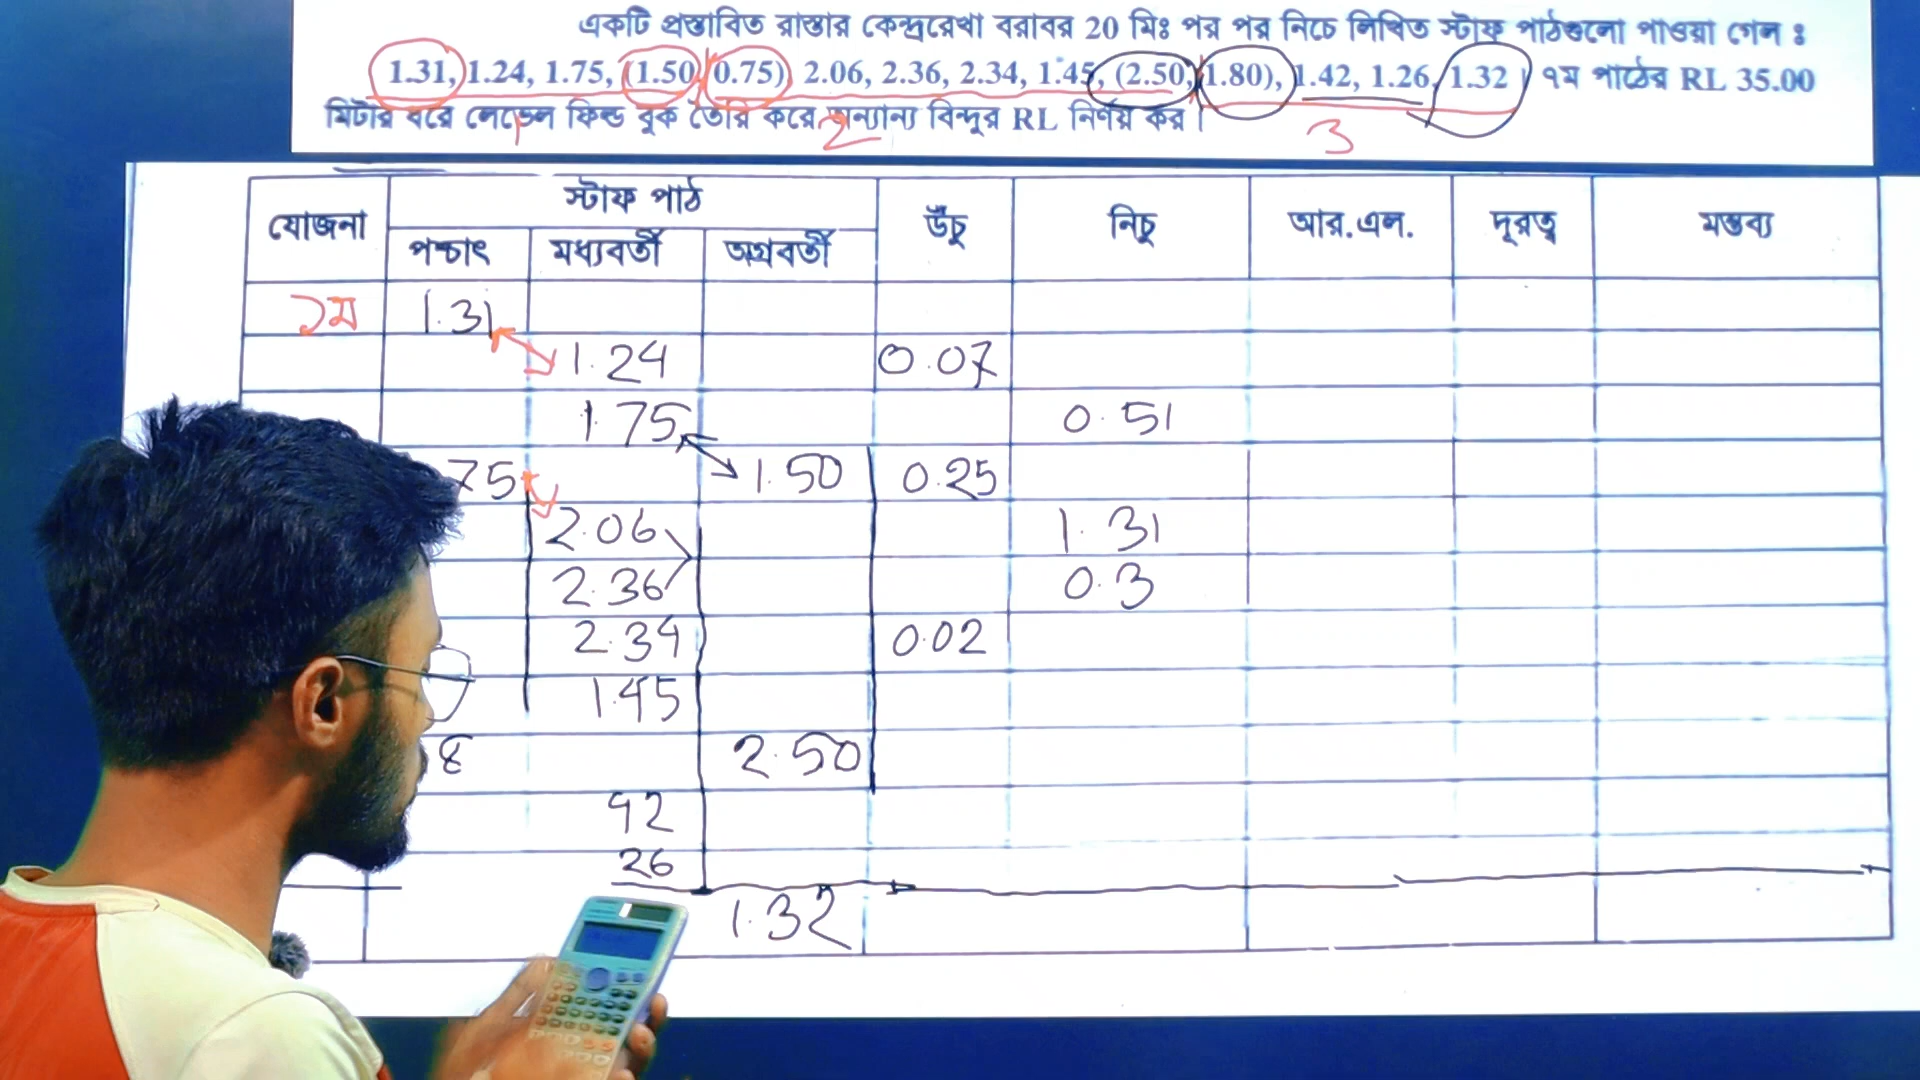 একটি প্রস্তাবিত রাস্তার কেন্দ্ররেখা বরাবর 20 মিঃ পর পর নিচে লিখিত স্টাফ পাঠগুলো পাওয়া গেল ঃ
1.31, 1.24, 1.75, (1.50, 0.75), 2.06, 2.36, 2.34, 1.45, (2.50, 1.80), 1.42, 1.26, 1.32 । ৭ম পাঠের RL 35.00
মিটার ধরে লেভেল ফিল্ড বুক তৈরি করে অন্যান্য বিন্দুর RL নির্ণয় কর ।
1 2 3
যোজনা স্টাফ পাঠ উঁচু নিচু আর.এল. দূরত্ব মন্তব্য
পশ্চাৎ মধ্যবর্তী অগ্রবর্তী
১ম 1.31
1.24 0.07
1.75 0.51
75 1.50 0.25
2.06 1.31
2.36 0.3
2.34 0.02
1.45
8 2.50
42
26
1.32